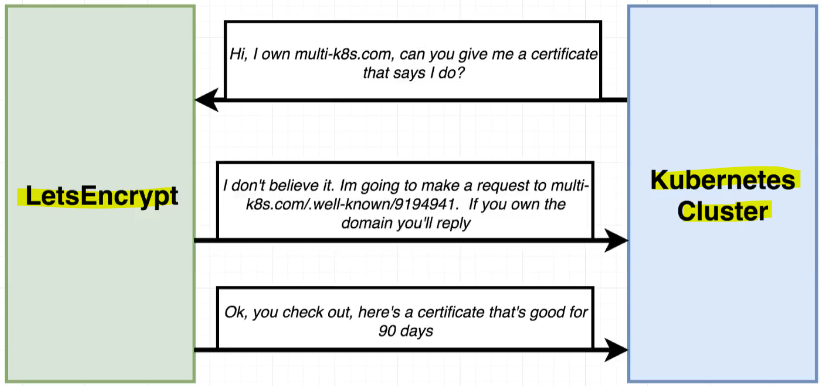 Hi, I own multi-k8s.com, can you give me a certificate
that says I do?
LetsEncrypt
I don't believe it. Im going to make a request to multi-
k8s.com/.well-known/9194941.  If you own the
domain you'll reply
Kubernetes
Cluster
Ok, you check out, here's a certificate that's good for
90 days